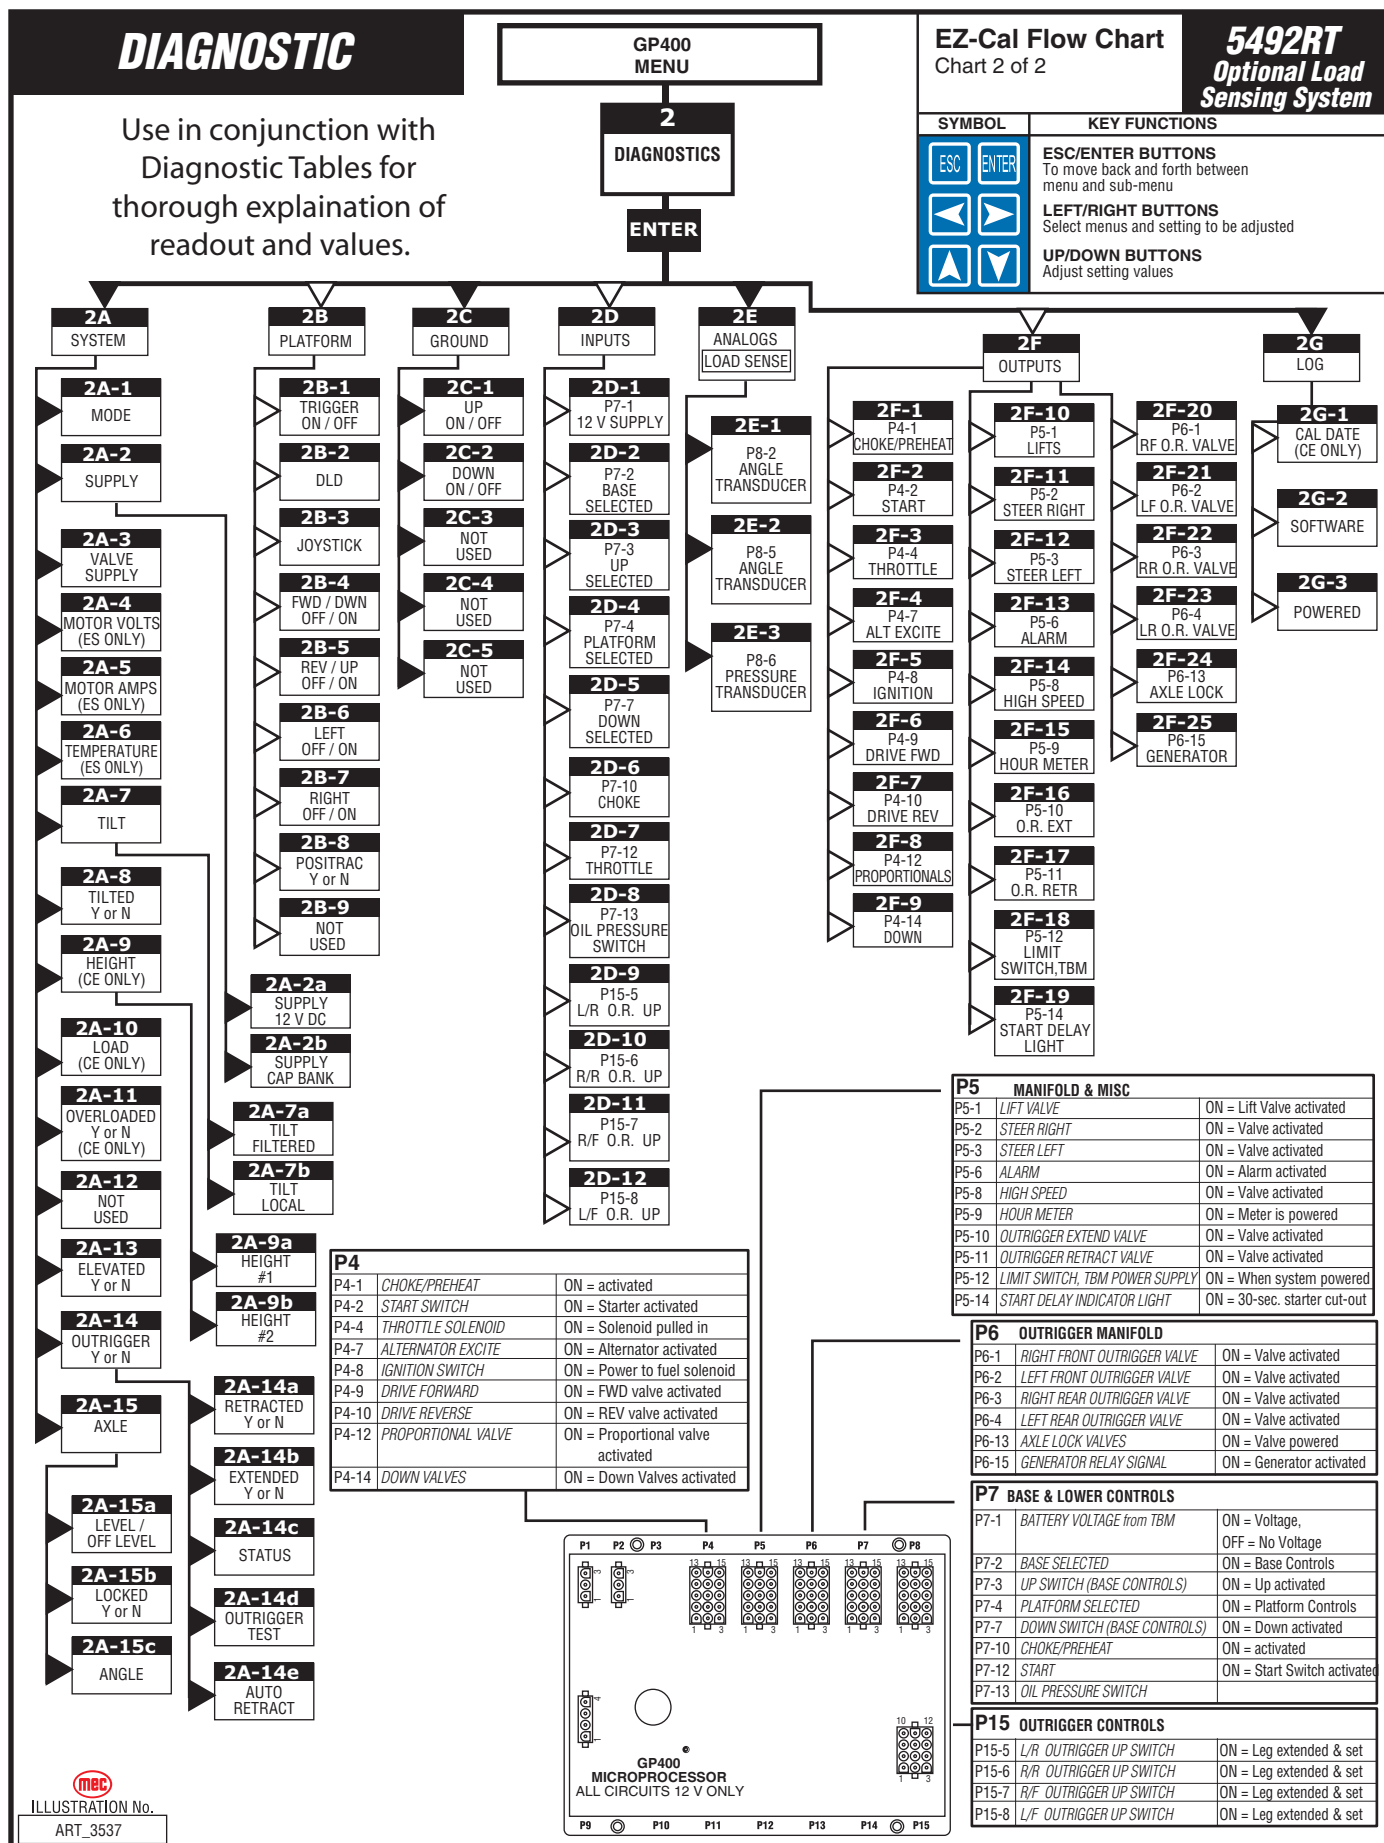 DIAGNOSTIC
Use in conjunction with
Diagnostic Tables for
thorough explaination of
readout and values.
GP400
MENU
2
DIAGNOSTICS
ENTER
EZ-Cal Flow Chart
Chart 2 of 2
5492RT
Optional Load
Sensing System
SYMBOL
KEY FUNCTIONS
ESC
ENTER
ESC/ENTER BUTTONS
To move back and forth between
menu and sub-menu
LEFT/RIGHT BUTTONS
Select menus and setting to be adjusted
UP/DOWN BUTTONS
Adjust setting values
2A
SYSTEM
2A-1
MODE
2A-2
SUPPLY
2A-3
VALVE
SUPPLY
2A-4
MOTOR VOLTS
(ES ONLY)
2A-5
MOTOR AMPS
(ES ONLY)
2A-6
TEMPERATURE
(ES ONLY)
2A-7
TILT
2A-8
TILTED
Y or N
2A-9
HEIGHT
(CE ONLY)
2A-10
LOAD
(CE ONLY)
2A-11
OVERLOADED
Y or N
(CE ONLY)
2A-12
NOT
USED
2A-13
ELEVATED
Y or N
2A-14
OUTRIGGER
Y or N
2A-15
AXLE
2A-15a
LEVEL /
OFF LEVEL
2A-15b
LOCKED
Y or N
2A-15c
ANGLE
2A-2a
SUPPLY
12 V DC
2A-2b
SUPPLY
CAP BANK
2A-7a
TILT
FILTERED
2A-7b
TILT
LOCAL
2A-9a
HEIGHT
#1
2A-9b
HEIGHT
#2
2A-14a
RETRACTED
Y or N
2A-14b
EXTENDED
Y or N
2A-14c
STATUS
2A-14d
OUTRIGGER
TEST
2A-14e
AUTO
RETRACT
2B
PLATFORM
2B-1
TRIGGER
ON / OFF
2B-2
DLD
2B-3
JOYSTICK
2B-4
FWD / DWN
OFF / ON
2B-5
REV / UP
OFF / ON
2B-6
LEFT
OFF / ON
2B-7
RIGHT
OFF / ON
2B-8
POSITRAC
Y or N
2B-9
NOT
USED
2C
GROUND
2C-1
UP
ON / OFF
2C-2
DOWN
ON / OFF
2C-3
NOT
USED
2C-4
NOT
USED
2C-5
NOT
USED
2D
INPUTS
2D-1
P7-1
12 V SUPPLY
2D-2
P7-2
BASE
SELECTED
2D-3
P7-3
UP
SELECTED
2D-4
P7-4
PLATFORM
SELECTED
2D-5
P7-7
DOWN
SELECTED
2D-6
P7-10
CHOKE
2D-7
P7-12
THROTTLE
2D-8
P7-13
OIL PRESSURE
SWITCH
2D-9
P15-5
L/R O.R. UP
2D-10
P15-6
R/R O.R. UP
2D-11
P15-7
R/F O.R. UP
2D-12
P15-8
L/F O.R. UP
2E
ANALOGS
LOAD SENSE
2E-1
P8-2
ANGLE
TRANSDUCER
2E-2
P8-5
ANGLE
TRANSDUCER
2E-3
P8-6
PRESSURE
TRANSDUCER
2F
OUTPUTS
2F-1
P4-1
CHOKE/PREHEAT
2F-2
P4-2
START
2F-3
P4-4
THROTTLE
2F-4
P4-7
ALT EXCITE
2F-5
P4-8
IGNITION
2F-6
P4-9
DRIVE FWD
2F-7
P4-10
DRIVE REV
2F-8
P4-12
PROPORTIONALS
2F-9
P4-14
DOWN
2F-10
P5-1
LIFTS
2F-11
P5-2
STEER RIGHT
2F-12
P5-3
STEER LEFT
2F-13
P5-6
ALARM
2F-14
P5-8
HIGH SPEED
2F-15
P5-9
HOUR METER
2F-16
P5-10
O.R. EXT
2F-17
P5-11
O.R. RETR
2F-18
P5-12
LIMIT
SWITCH,TBM
2F-19
P5-14
START DELAY
LIGHT
2F-20
P6-1
RF O.R. VALVE
2F-21
P6-2
LF O.R. VALVE
2F-22
P6-3
RR O.R. VALVE
2F-23
P6-4
LR O.R. VALVE
2F-24
P6-13
AXLE LOCK
2F-25
P6-15
GENERATOR
2G
LOG
2G-1
CAL DATE
(CE ONLY)
2G-2
SOFTWARE
2G-3
POWERED
P4
P4-1 CHOKE/PREHEAT ON = activated
P4-2 START SWITCH ON = Starter activated
P4-4 THROTTLE SOLENOID ON = Solenoid pulled in
P4-7 ALTERNATOR EXCITE ON = Alternator activated
P4-8 IGNITION SWITCH ON = Power to fuel solenoid
P4-9 DRIVE FORWARD ON = FWD valve activated
P4-10 DRIVE REVERSE ON = REV valve activated
P4-12 PROPORTIONAL VALVE ON = Proportional valve
activated
P4-14 DOWN VALVES ON = Down Valves activated
P5 MANIFOLD & MISC
P5-1 LIFT VALVE ON = Lift Valve activated
P5-2 STEER RIGHT ON = Valve activated
P5-3 STEER LEFT ON = Valve activated
P5-6 ALARM ON = Alarm activated
P5-8 HIGH SPEED ON = Valve activated
P5-9 HOUR METER ON = Meter is powered
P5-10 OUTRIGGER EXTEND VALVE ON = Valve activated
P5-11 OUTRIGGER RETRACT VALVE ON = Valve activated
P5-12 LIMIT SWITCH, TBM POWER SUPPLY ON = When system powered
P5-14 START DELAY INDICATOR LIGHT ON = 30-sec. starter cut-out
P6 OUTRIGGER MANIFOLD
P6-1 RIGHT FRONT OUTRIGGER VALVE ON = Valve activated
P6-2 LEFT FRONT OUTRIGGER VALVE ON = Valve activated
P6-3 RIGHT REAR OUTRIGGER VALVE ON = Valve activated
P6-4 LEFT REAR OUTRIGGER VALVE ON = Valve activated
P6-13 AXLE LOCK VALVES ON = Valve powered
P6-15 GENERATOR RELAY SIGNAL ON = Generator activated
P7 BASE & LOWER CONTROLS
P7-1 BATTERY VOLTAGE from TBM ON = Voltage,
OFF = No Voltage
P7-2 BASE SELECTED ON = Base Controls
P7-3 UP SWITCH (BASE CONTROLS) ON = Up activated
P7-4 PLATFORM SELECTED ON = Platform Controls
P7-7 DOWN SWITCH (BASE CONTROLS) ON = Down activated
P7-10 CHOKE/PREHEAT ON = activated
P7-12 START ON = Start Switch activated
P7-13 OIL PRESSURE SWITCH
P15 OUTRIGGER CONTROLS
P15-5 L/R OUTRIGGER UP SWITCH ON = Leg extended & set
P15-6 R/R OUTRIGGER UP SWITCH ON = Leg extended & set
P15-7 R/F OUTRIGGER UP SWITCH ON = Leg extended & set
P15-8 L/F OUTRIGGER UP SWITCH ON = Leg extended & set
P1 P2 P3 P4 P5 P6 P7 P8
3 3 13 15 13 15 13 15 13 15 13 15
1 1 1 3 1 3 1 3 1 3 1 3
4
1
10 12
1 3
GP400
MICROPROCESSOR
ALL CIRCUITS 12 V ONLY
P9 P10 P11 P12 P13 P14 P15
mec
ILLUSTRATION No.
ART_3537